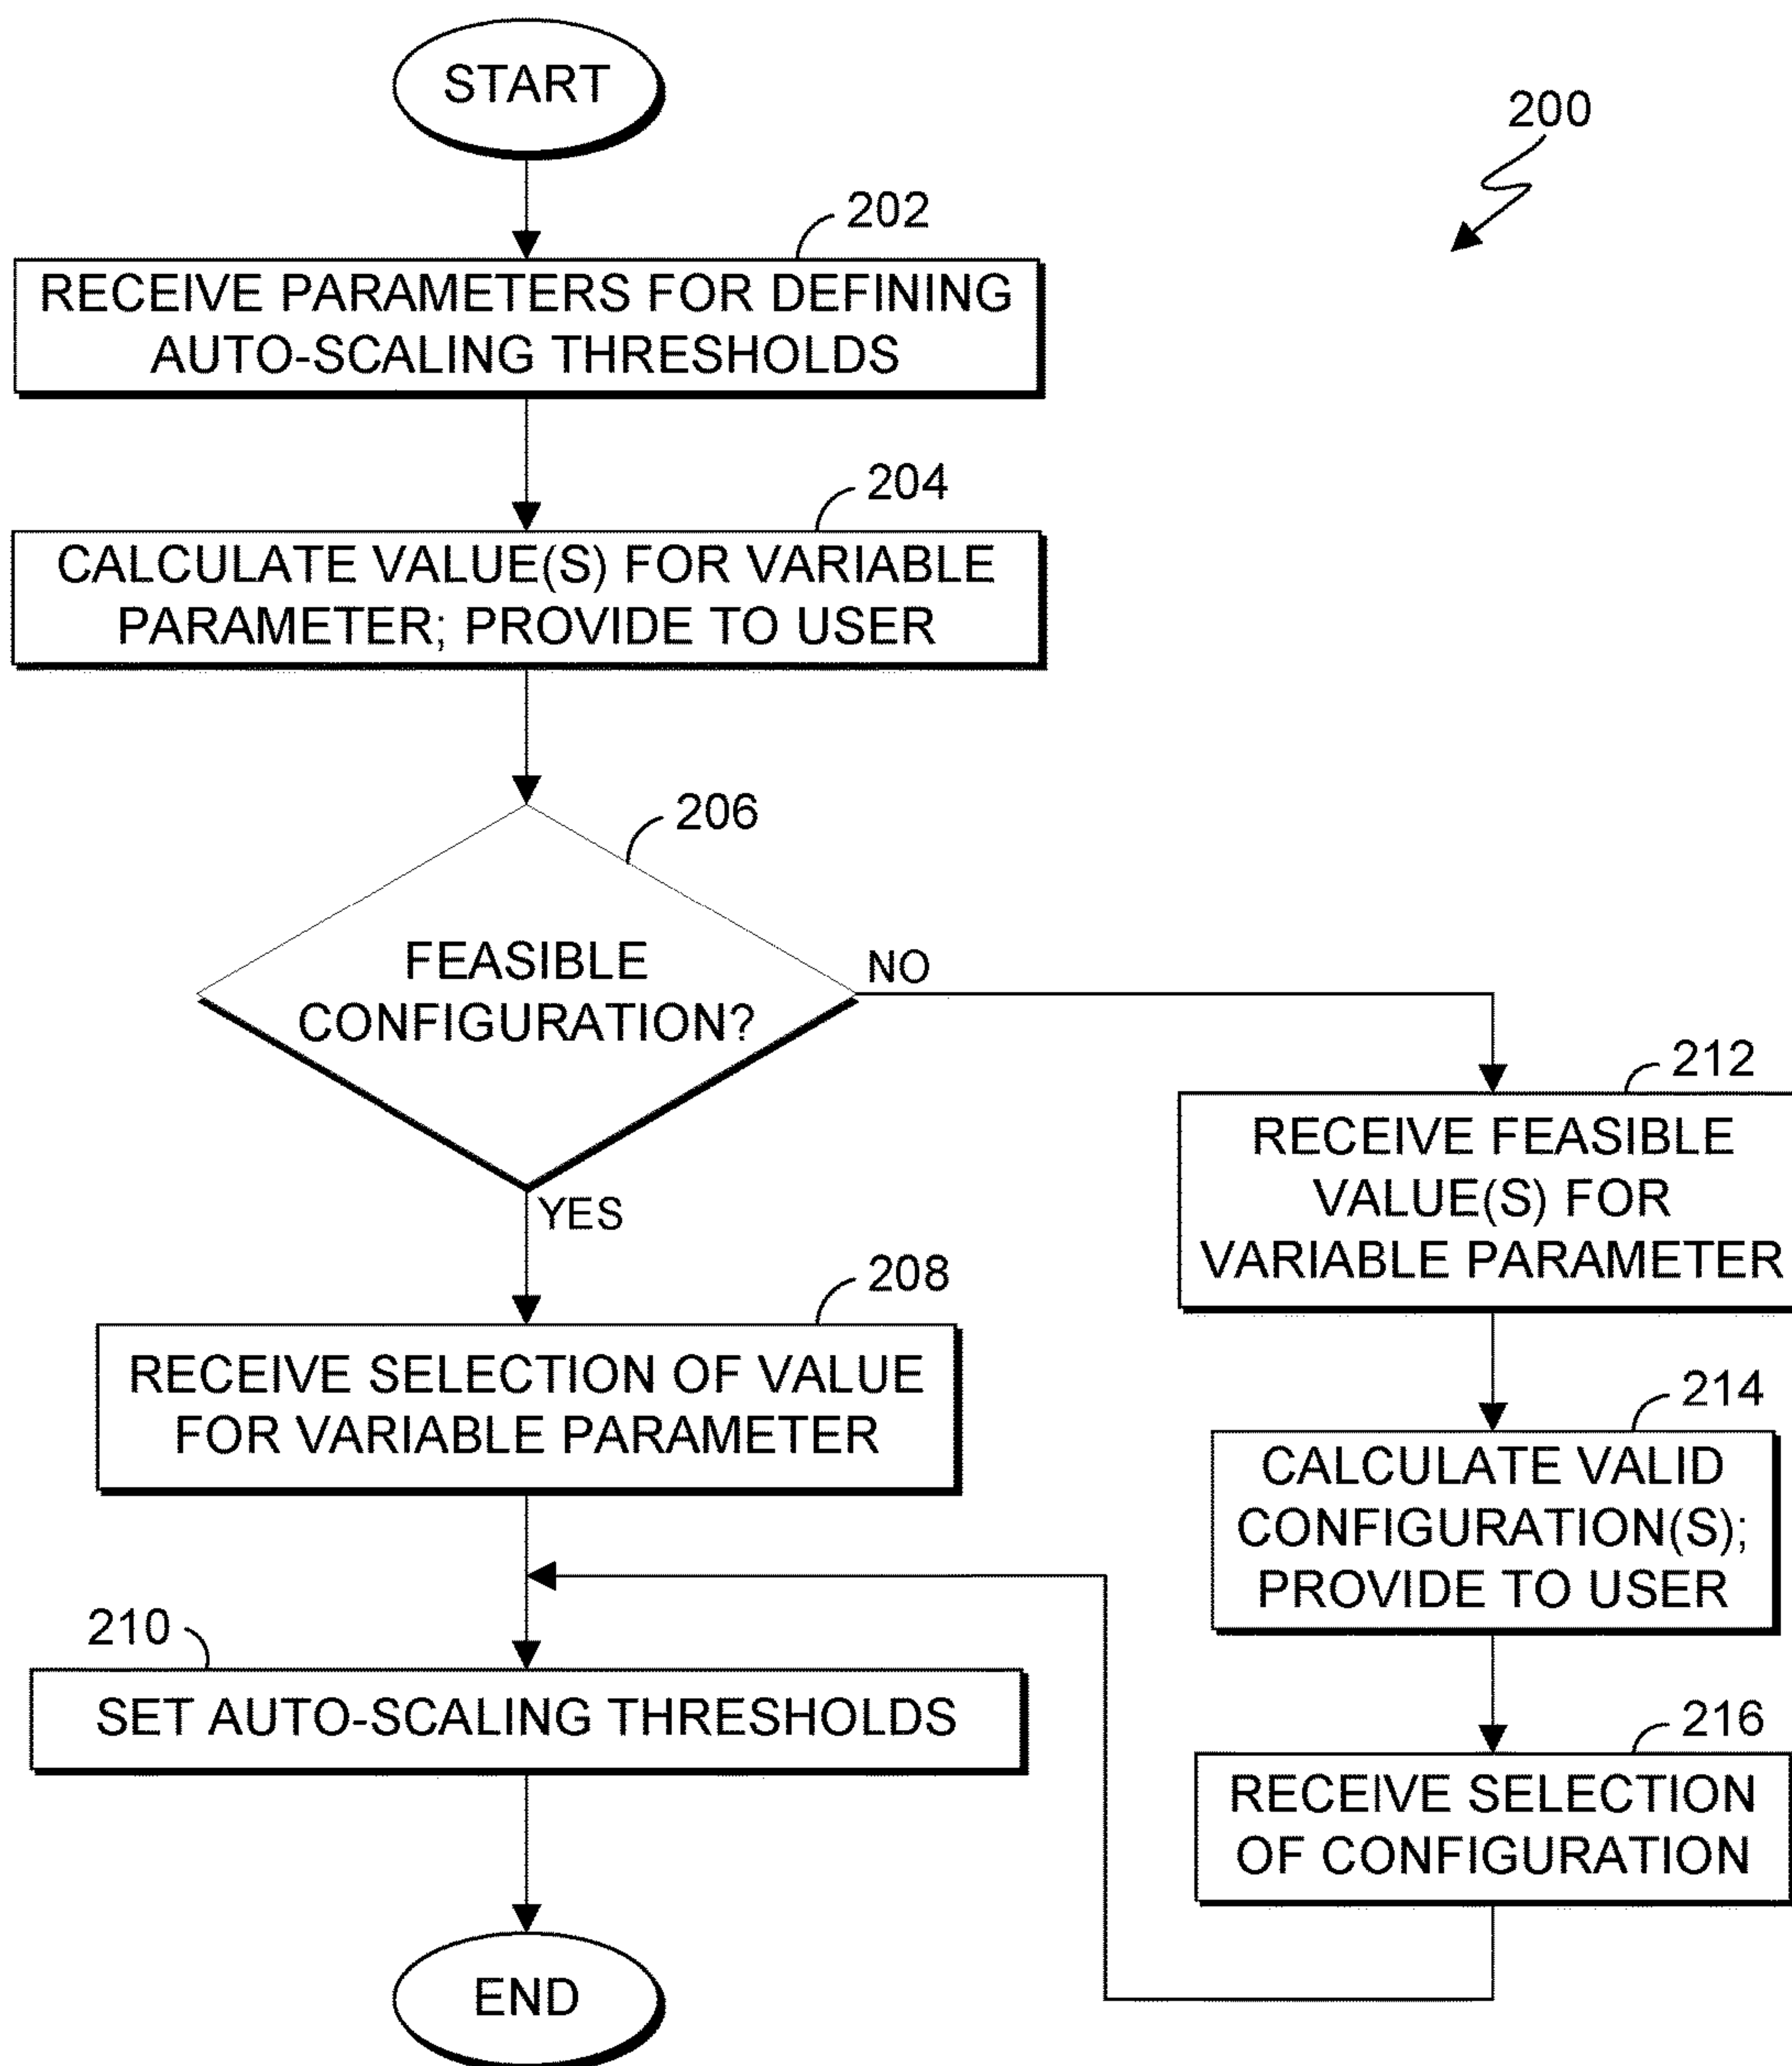 START
200
202
RECEIVE PARAMETERS FOR DEFINING
AUTO-SCALING THRESHOLDS
204
CALCULATE VALUE(S) FOR VARIABLE
PARAMETER; PROVIDE TO USER
206
FEASIBLE
CONFIGURATION?
NO
YES
212
RECEIVE FEASIBLE
VALUE(S) FOR
VARIABLE PARAMETER
208
RECEIVE SELECTION OF VALUE
FOR VARIABLE PARAMETER
214
CALCULATE VALID
CONFIGURATION(S);
PROVIDE TO USER
210
SET AUTO-SCALING THRESHOLDS
216
RECEIVE SELECTION
OF CONFIGURATION
END